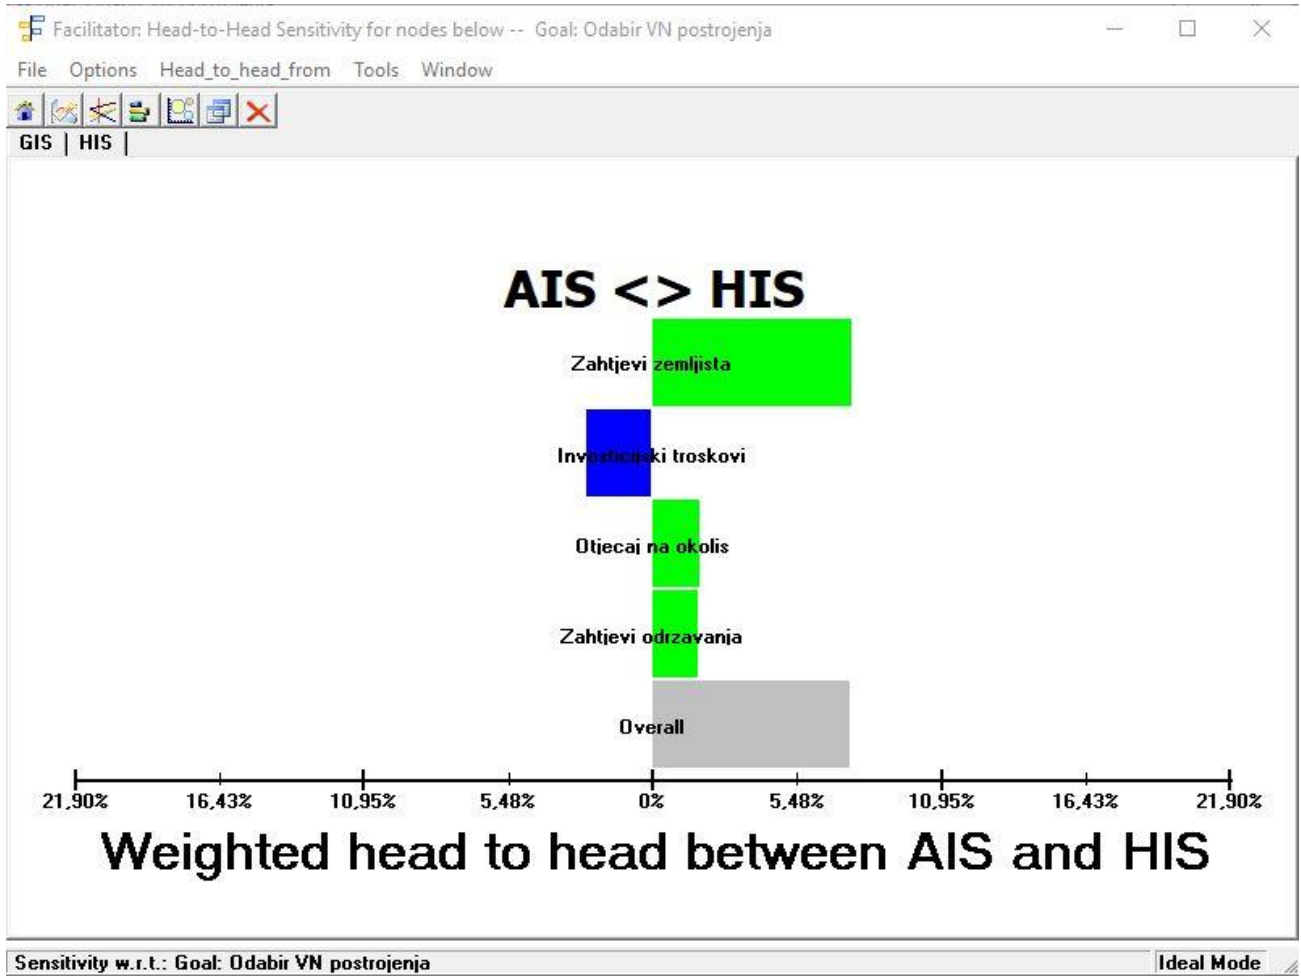 Facilitator: Head-to-Head Sensitivity for nodes below -- Goal: Odabir VN postrojenja
File Options Head_to_head_from Tools Window
GIS | HIS |
AIS <> HIS
Zahtjevi zemljista
Investicijski troskovi
Otjecaj na okolis
Zahtjevi odrzavanja
Overall
21,90% 16,43% 10,95% 5,48% 0% 5,48% 10,95% 16,43% 21,90%
Weighted head to head between AIS and HIS
Sensitivity w.r.t.: Goal: Odabir VN postrojenja Ideal Mode